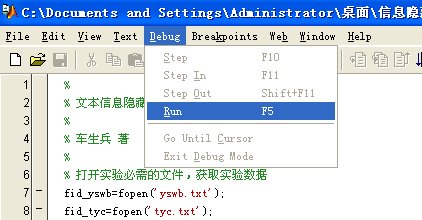 C:\Documents and Settings\Administrator\桌面\信息隐
File Edit View Text Debug Breakpoints Web Window Help
Step F10
Step In F11
Step Out Shift+F11
Run F5
Go Until Cursor
Exit Debug Mode
1 %
2 % 文本信息隐藏
3 %
4 % 车生兵 著
5 %
6 % 打开实验必需的文件，获取实验数据
7 - fid_yswb=fopen('yswb.txt');
8 - fid_tyc=fopen('tyc.txt');